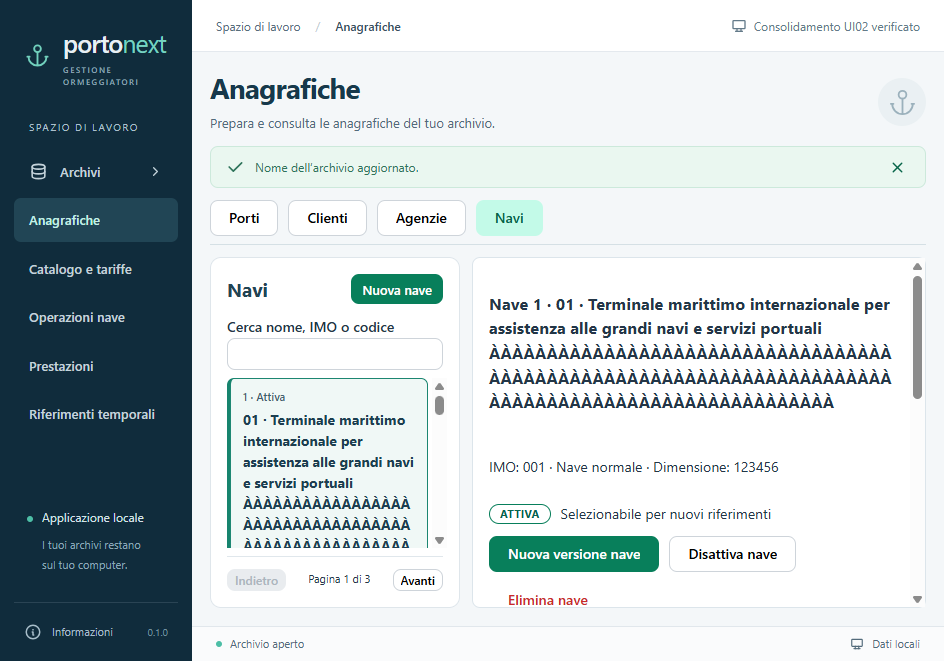 portonext
GESTIONE
ORMEGGIATORI
SPAZIO DI LAVORO
Archivi
Anagrafiche
Catalogo e tariffe
Operazioni nave
Prestazioni
Riferimenti temporali
Applicazione locale
I tuoi archivi restano
sul tuo computer.
Informazioni 0.1.0
Spazio di lavoro / Anagrafiche
Consolidamento UI02 verificato
Anagrafiche
Prepara e consulta le anagrafiche del tuo archivio.
Nome dell'archivio aggiornato.
Porti Clienti Agenzie Navi
Navi
Nuova nave
Cerca nome, IMO o codice
1 · Attiva
01 · Terminale marittimo
internazionale per
assistenza alle grandi navi
e servizi portuali
ÀÀÀÀÀÀÀÀÀÀÀÀÀÀÀÀÀ
ÀÀÀÀÀÀÀÀÀÀÀÀÀÀÀÀÀ
ÀÀÀÀÀÀÀÀÀÀÀÀÀÀÀÀÀ
Indietro Pagina 1 di 3 Avanti
Nave 1 · 01 · Terminale marittimo internazionale per
assistenza alle grandi navi e servizi portuali
ÀÀÀÀÀÀÀÀÀÀÀÀÀÀÀÀÀÀÀÀÀÀÀÀÀÀÀÀÀÀÀÀÀÀÀ
ÀÀÀÀÀÀÀÀÀÀÀÀÀÀÀÀÀÀÀÀÀÀÀÀÀÀÀÀÀÀÀÀÀÀÀ
ÀÀÀÀÀÀÀÀÀÀÀÀÀÀÀÀÀÀÀÀÀÀÀÀÀÀÀÀÀÀ
IMO: 001 · Nave normale · Dimensione: 123456
ATTIVA Selezionabile per nuovi riferimenti
Nuova versione nave Disattiva nave
Elimina nave
Archivio aperto
Dati locali